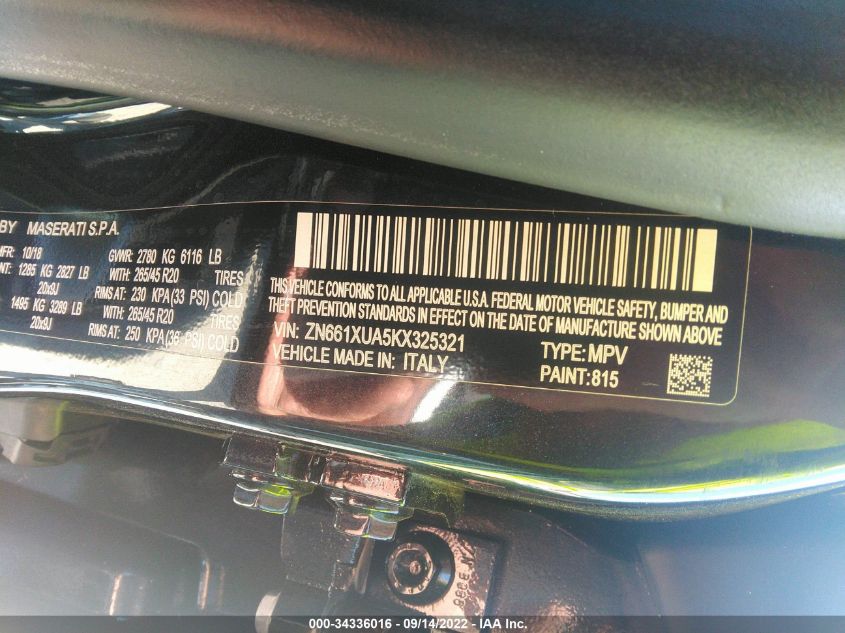 BY MASERATI S.P.A.
MFR: 10/18 GVWR: 2780 KG 6116 LB
NT: 1285 KG 2827 LB WITH: 265/45 R20 TIRES
20x9J RIMS AT: 230 KPA(33 PSI) COLD
1495 KG 3289 LB WITH: 265/45 R20 TIRES
20x9J RIMS AT: 250 KPA(36 PSI) COLD
THIS VEHICLE CONFORMS TO ALL APPLICABLE U.S.A. FEDERAL MOTOR VEHICLE SAFETY, BUMPER AND
THEFT PREVENTION STANDARDS IN EFFECT ON THE DATE OF MANUFACTURE SHOWN ABOVE
VIN: ZN661XUA5KX325321 TYPE: MPV
VEHICLE MADE IN: ITALY PAINT:815
000-34336016 - 09/14/2022 - IAA Inc.